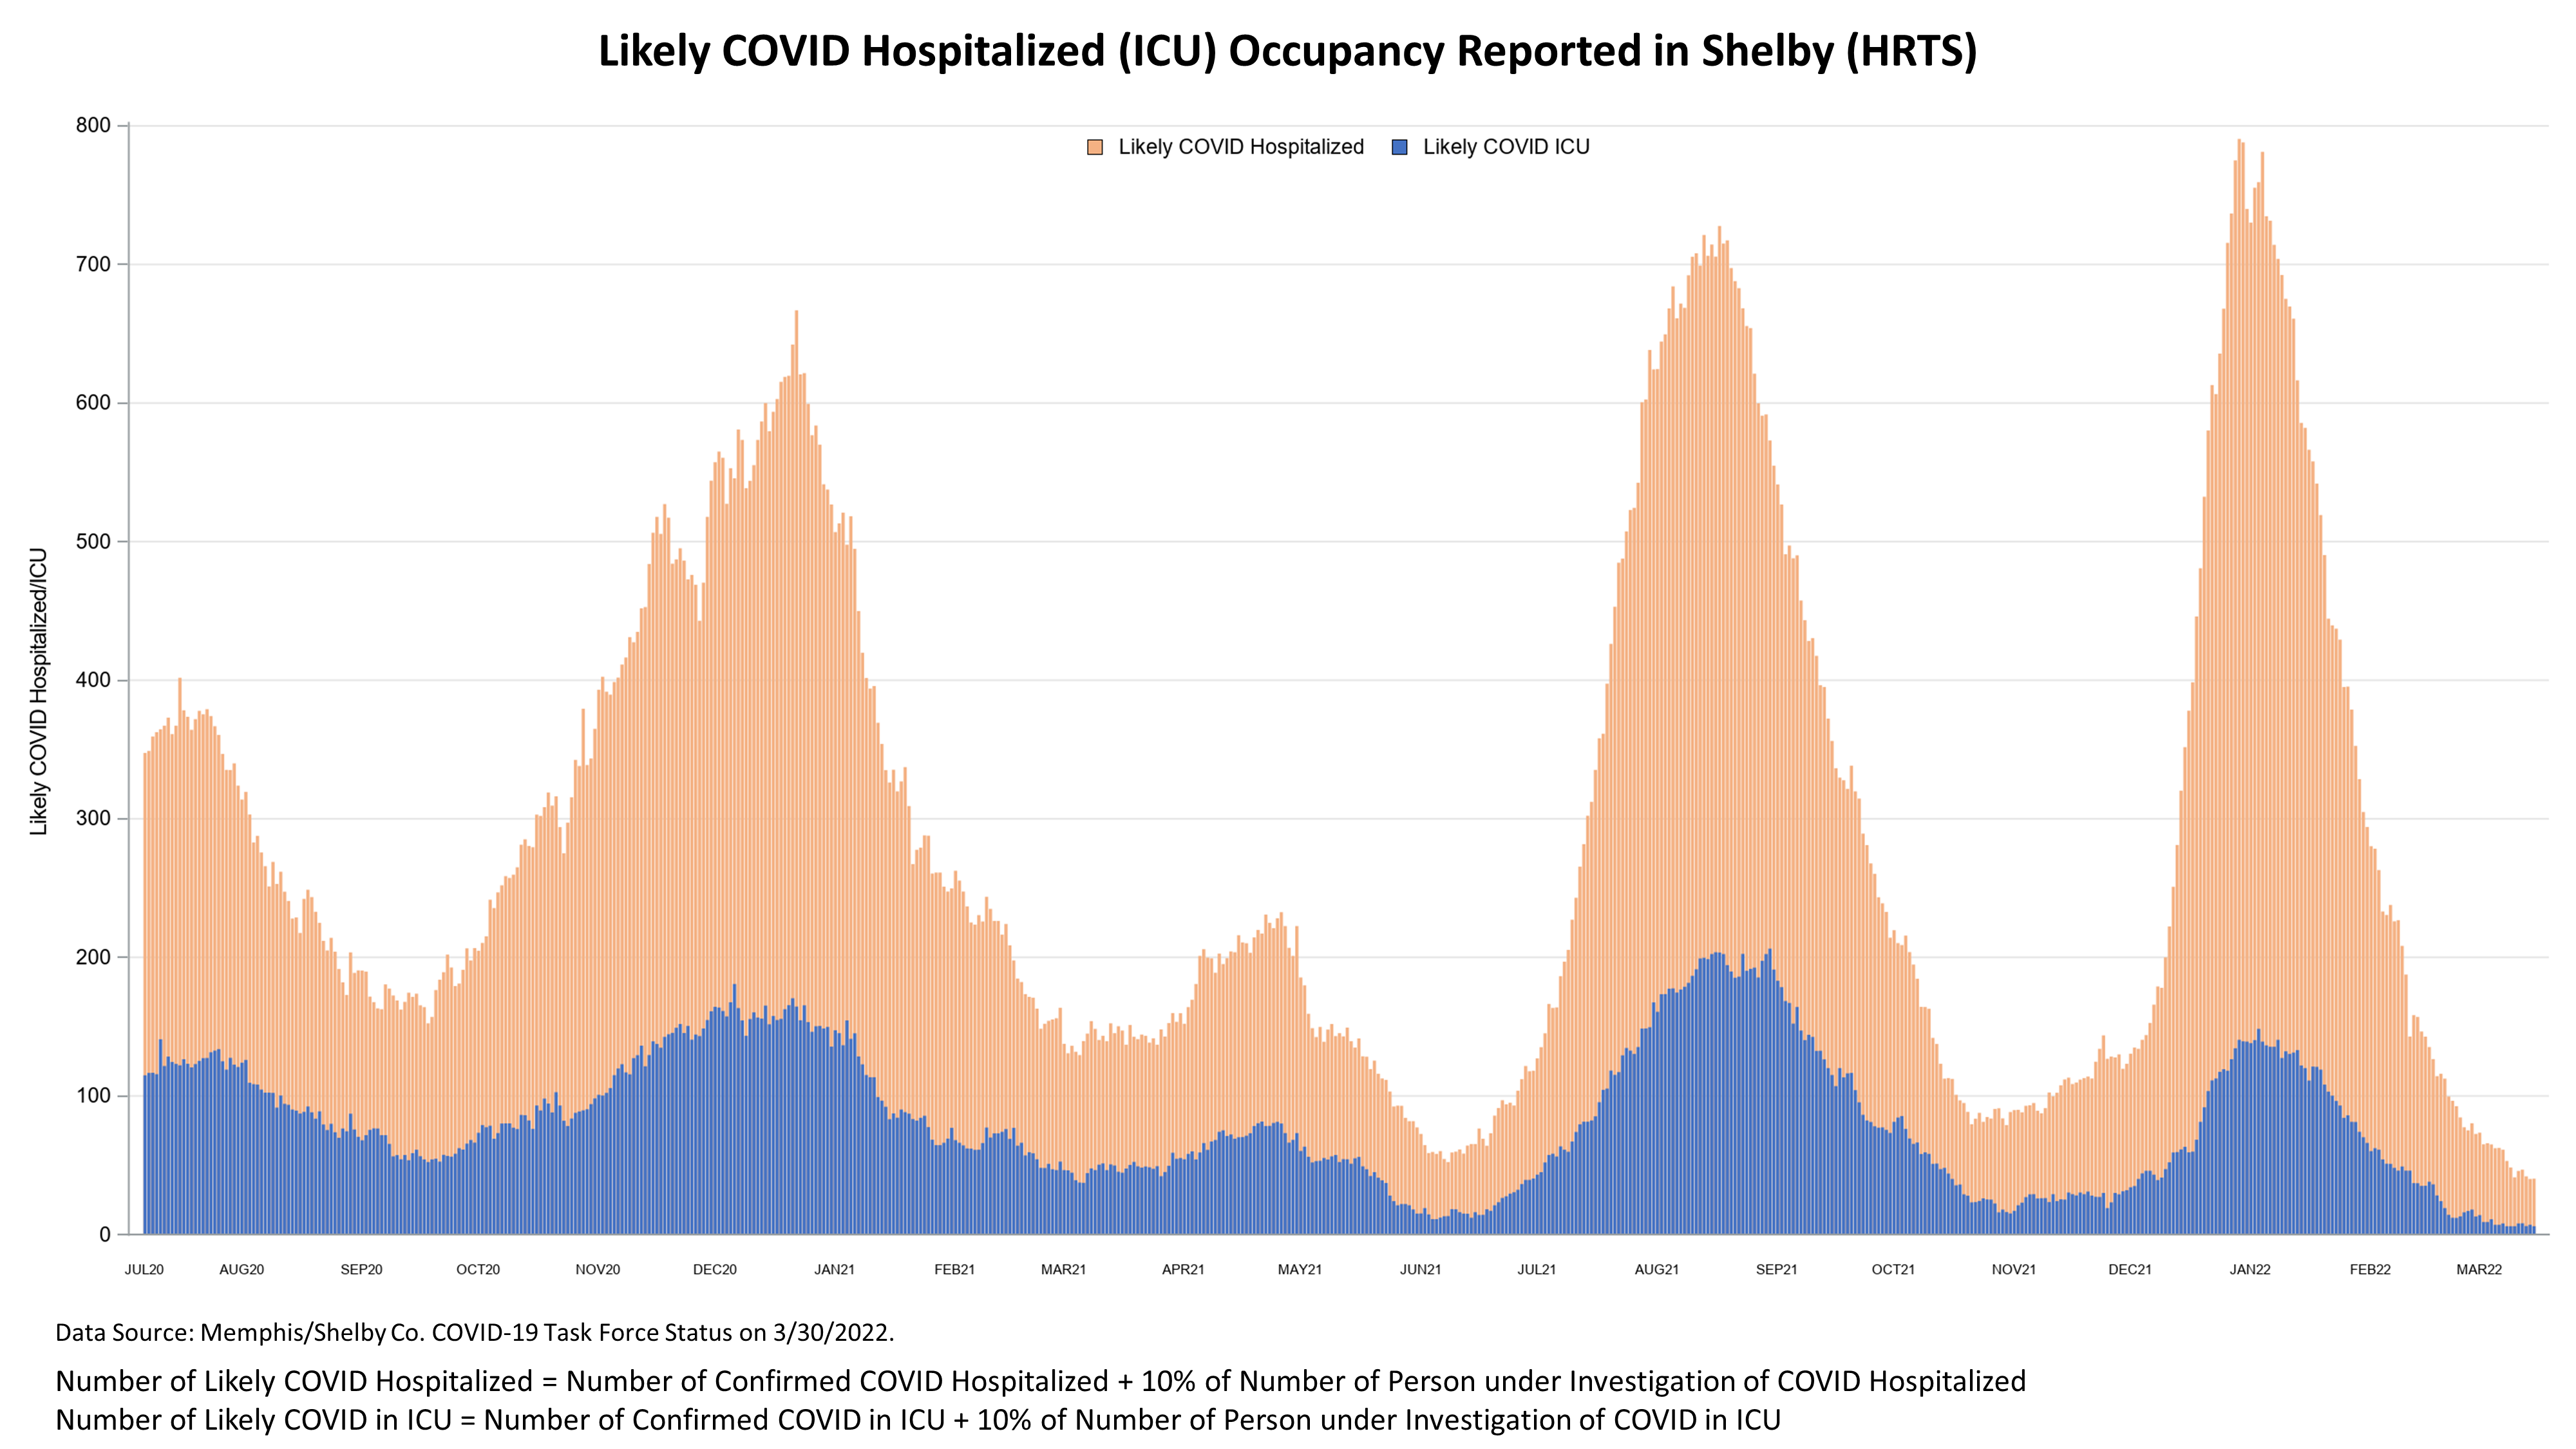 Likely COVID Hospitalized (ICU) Occupancy Reported in Shelby (HRTS)
Likely COVID Hospitalized
Likely COVID ICU
800
700
600
500
400
300
200
100
0
Likely COVID Hospitalized/ICU
JUL20 AUG20 SEP20 OCT20 NOV20 DEC20 JAN21 FEB21 MAR21 APR21 MAY21 JUN21 JUL21 AUG21 SEP21 OCT21 NOV21 DEC21 JAN22 FEB22 MAR22
Data Source: Memphis/Shelby Co. COVID-19 Task Force Status on 3/30/2022.
Number of Likely COVID Hospitalized = Number of Confirmed COVID Hospitalized + 10% of Number of Person under Investigation of COVID Hospitalized
Number of Likely COVID in ICU = Number of Confirmed COVID in ICU + 10% of Number of Person under Investigation of COVID in ICU